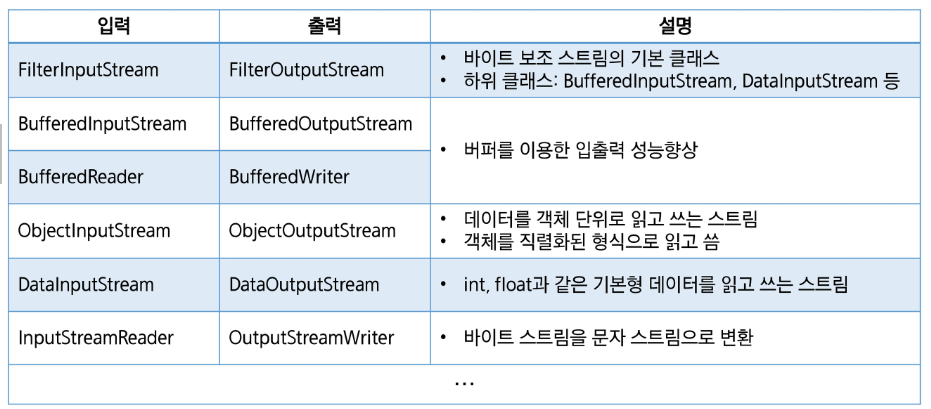 입력 출력 설명
FilterInputStream FilterOutputStream • 바이트 보조 스트림의 기본 클래스
• 하위 클래스: BufferedInputStream, DataInputStream 등
BufferedInputStream BufferedOutputStream
• 버퍼를 이용한 입출력 성능향상
BufferedReader BufferedWriter
ObjectInputStream ObjectOutputStream • 데이터를 객체 단위로 읽고 쓰는 스트림
• 객체를 직렬화된 형식으로 읽고 씀
DataInputStream DataOutputStream • int, float과 같은 기본형 데이터를 읽고 쓰는 스트림
InputStreamReader OutputStreamWriter • 바이트 스트림을 문자 스트림으로 변환
…